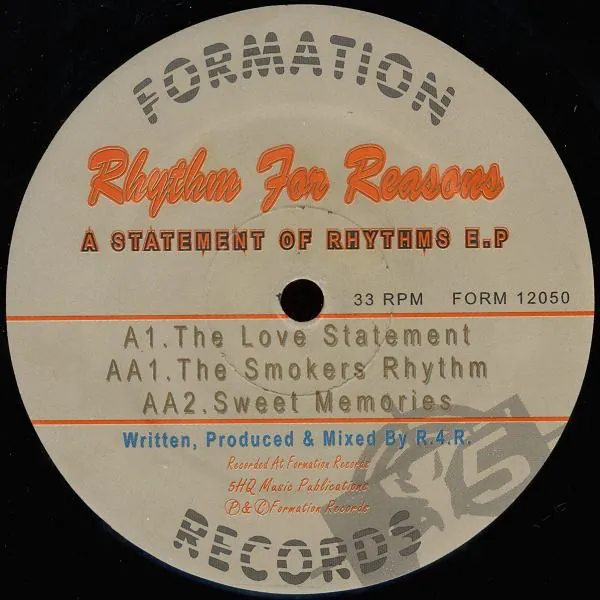 FORMATION
Rhythm For Reasons
A STATEMENT OF RHYTHMS E.P
33 RPM FORM 12050
A1.The Love Statement
AA1.The Smokers Rhythm
AA2.Sweet Memories
Written, Produced & Mixed By R.4.R.
Recorded At Formation Records
5HQ Music Publications
Ⓟ & Ⓒ Formation Records
RECORDS